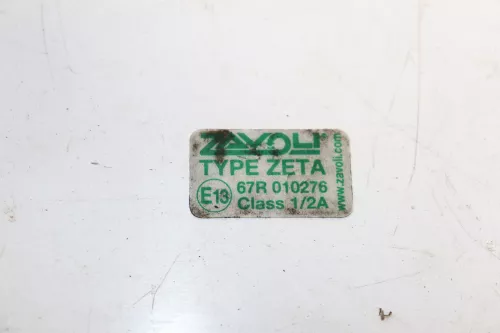 ZAVOLI
TYPE ZETA
E13
67R 010276
Class 1/2A
www.zavoli.com